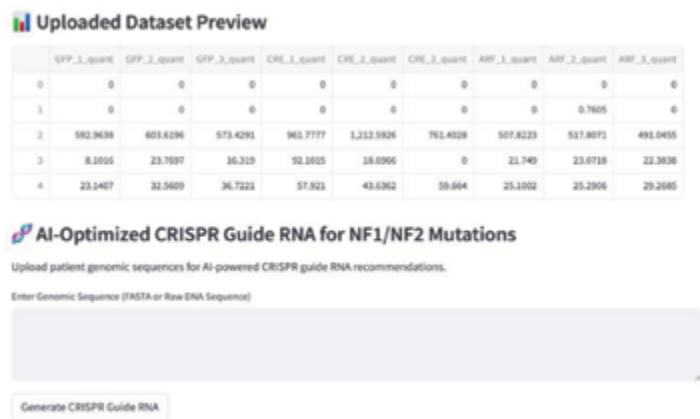 Uploaded Dataset Preview
GFP_1_quant GFP_2_quant GFP_3_quant CRE_1_quant CRE_2_quant CRE_3_quant ARF_1_quant ARF_2_quant ARF_3_quant
0 0 0 0 0 0 0 0 0 0
1 0 0 0 0 0 0 0 0.7605 0
2 592.9638 603.6196 573.4291 961.7777 1,212.5926 761.4028 507.8223 517.8071 491.0455
3 8.1016 23.7697 16.319 92.1015 18.6966 0 21.749 23.0718 22.3838
4 23.1407 32.5609 36.7221 57.921 43.6362 59.664 25.1002 25.2906 29.2685
AI-Optimized CRISPR Guide RNA for NF1/NF2 Mutations
Upload patient genomic sequences for AI-powered CRISPR guide RNA recommendations.
Enter Genomic Sequence (FASTA or Raw DNA Sequence)
Generate CRISPR Guide RNA